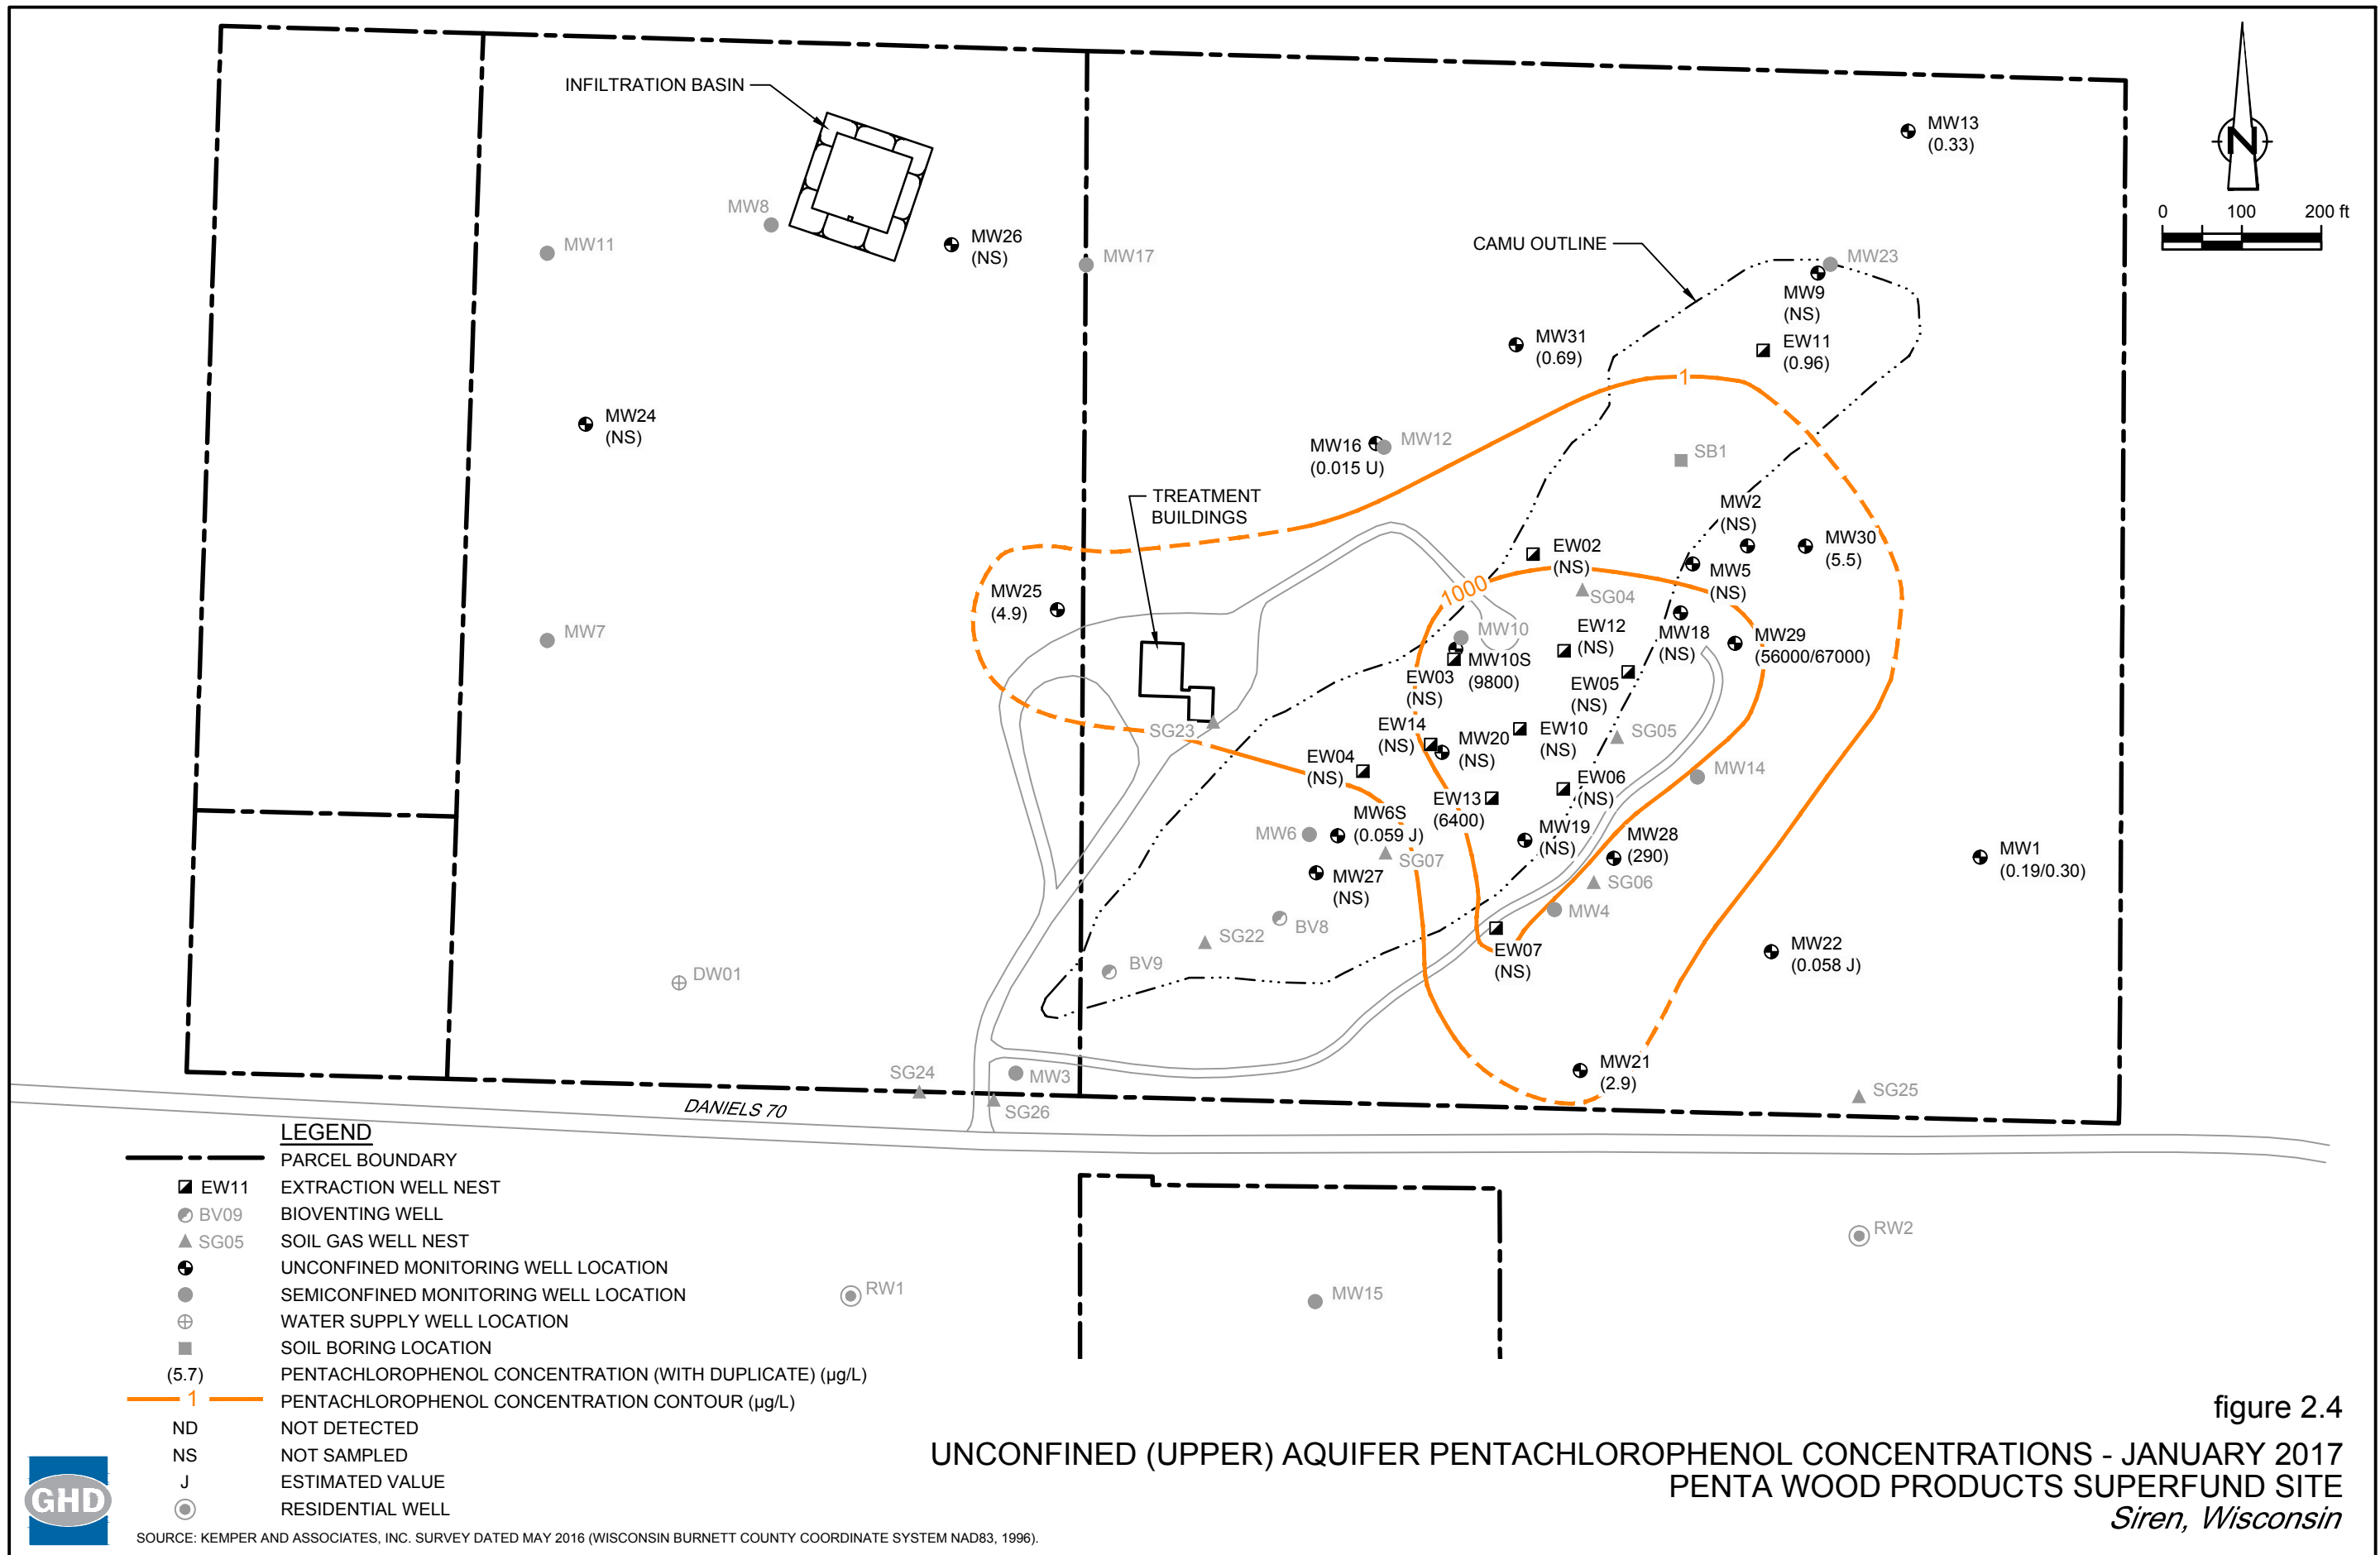 INFILTRATION BASIN
MW13
(0.33)
N
0 100 200 ft
MW8
MW11
MW26
(NS)
MW17
CAMU OUTLINE
MW23
MW9
(NS)
MW31
(0.69)
EW11
(0.96)
1
MW24
(NS)
MW16
(0.015 U)
MW12
SB1
TREATMENT
BUILDINGS
MW2
(NS)
EW02
(NS)
MW30
(5.5)
MW5
(NS)
1000
SG04
MW25
(4.9)
MW7
MW10
EW12
(NS)
MW18
(NS)
MW29
(56000/67000)
MW10S
(9800)
EW03
(NS)
EW05
(NS)
SG23
EW14
(NS)
MW20
(NS)
EW10
(NS)
SG05
EW04
(NS)
MW14
EW06
(NS)
EW13
(6400)
MW6S
(0.059 J)
MW6
MW19
(NS)
MW28
(290)
SG07
MW1
(0.19/0.30)
MW27
(NS)
SG06
MW4
BV8
SG22
BV9
EW07
(NS)
MW22
(0.058 J)
DW01
MW21
(2.9)
SG24
MW3
SG26
SG25
DANIELS 70
LEGEND
PARCEL BOUNDARY
EW11 EXTRACTION WELL NEST
BV09 BIOVENTING WELL
SG05 SOIL GAS WELL NEST
UNCONFINED MONITORING WELL LOCATION
SEMICONFINED MONITORING WELL LOCATION
WATER SUPPLY WELL LOCATION
SOIL BORING LOCATION
(5.7) PENTACHLOROPHENOL CONCENTRATION (WITH DUPLICATE) (µg/L)
1 PENTACHLOROPHENOL CONCENTRATION CONTOUR (µg/L)
ND NOT DETECTED
NS NOT SAMPLED
J ESTIMATED VALUE
RESIDENTIAL WELL
RW1
MW15
RW2
GHD
SOURCE: KEMPER AND ASSOCIATES, INC. SURVEY DATED MAY 2016 (WISCONSIN BURNETT COUNTY COORDINATE SYSTEM NAD83, 1996).
figure 2.4
UNCONFINED (UPPER) AQUIFER PENTACHLOROPHENOL CONCENTRATIONS - JANUARY 2017
PENTA WOOD PRODUCTS SUPERFUND SITE
Siren, Wisconsin